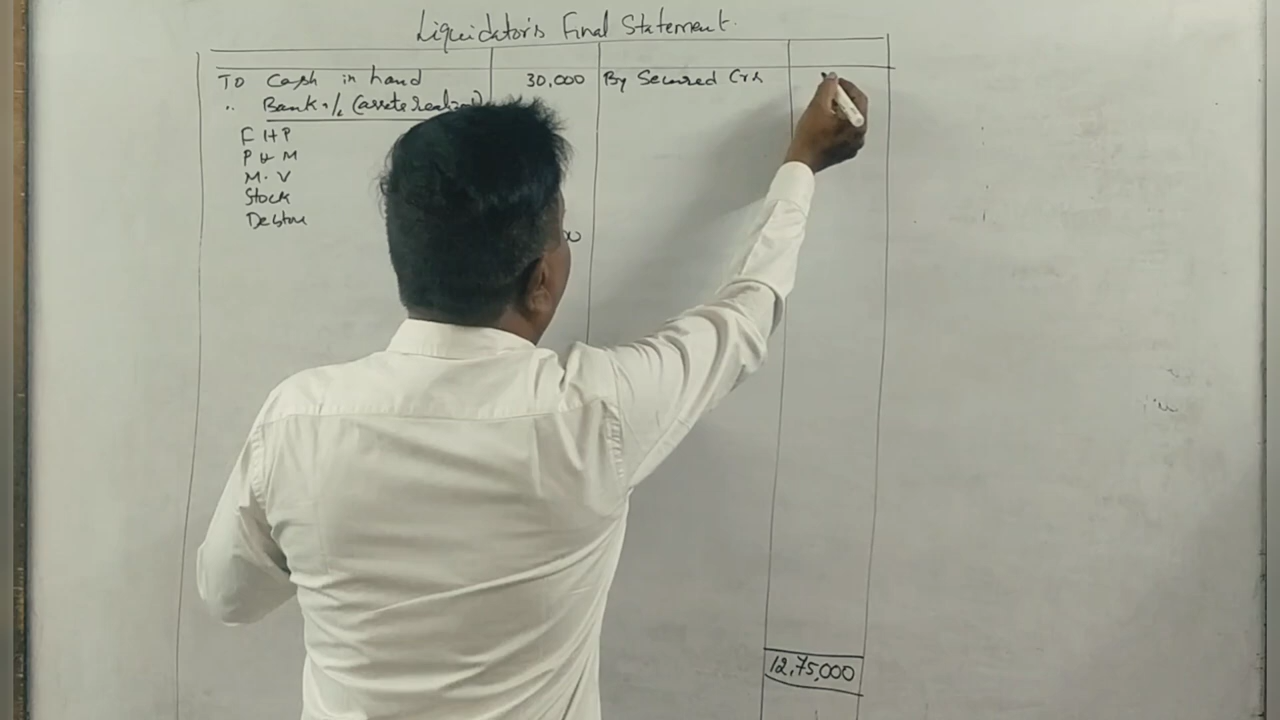 Liquidator's Final Statement.
To Cash in hand 30,000 By Secured Crs
" Bank a/c (assets realized)
F H P
P & M
M. V
Stock
Debtors
12,75,000